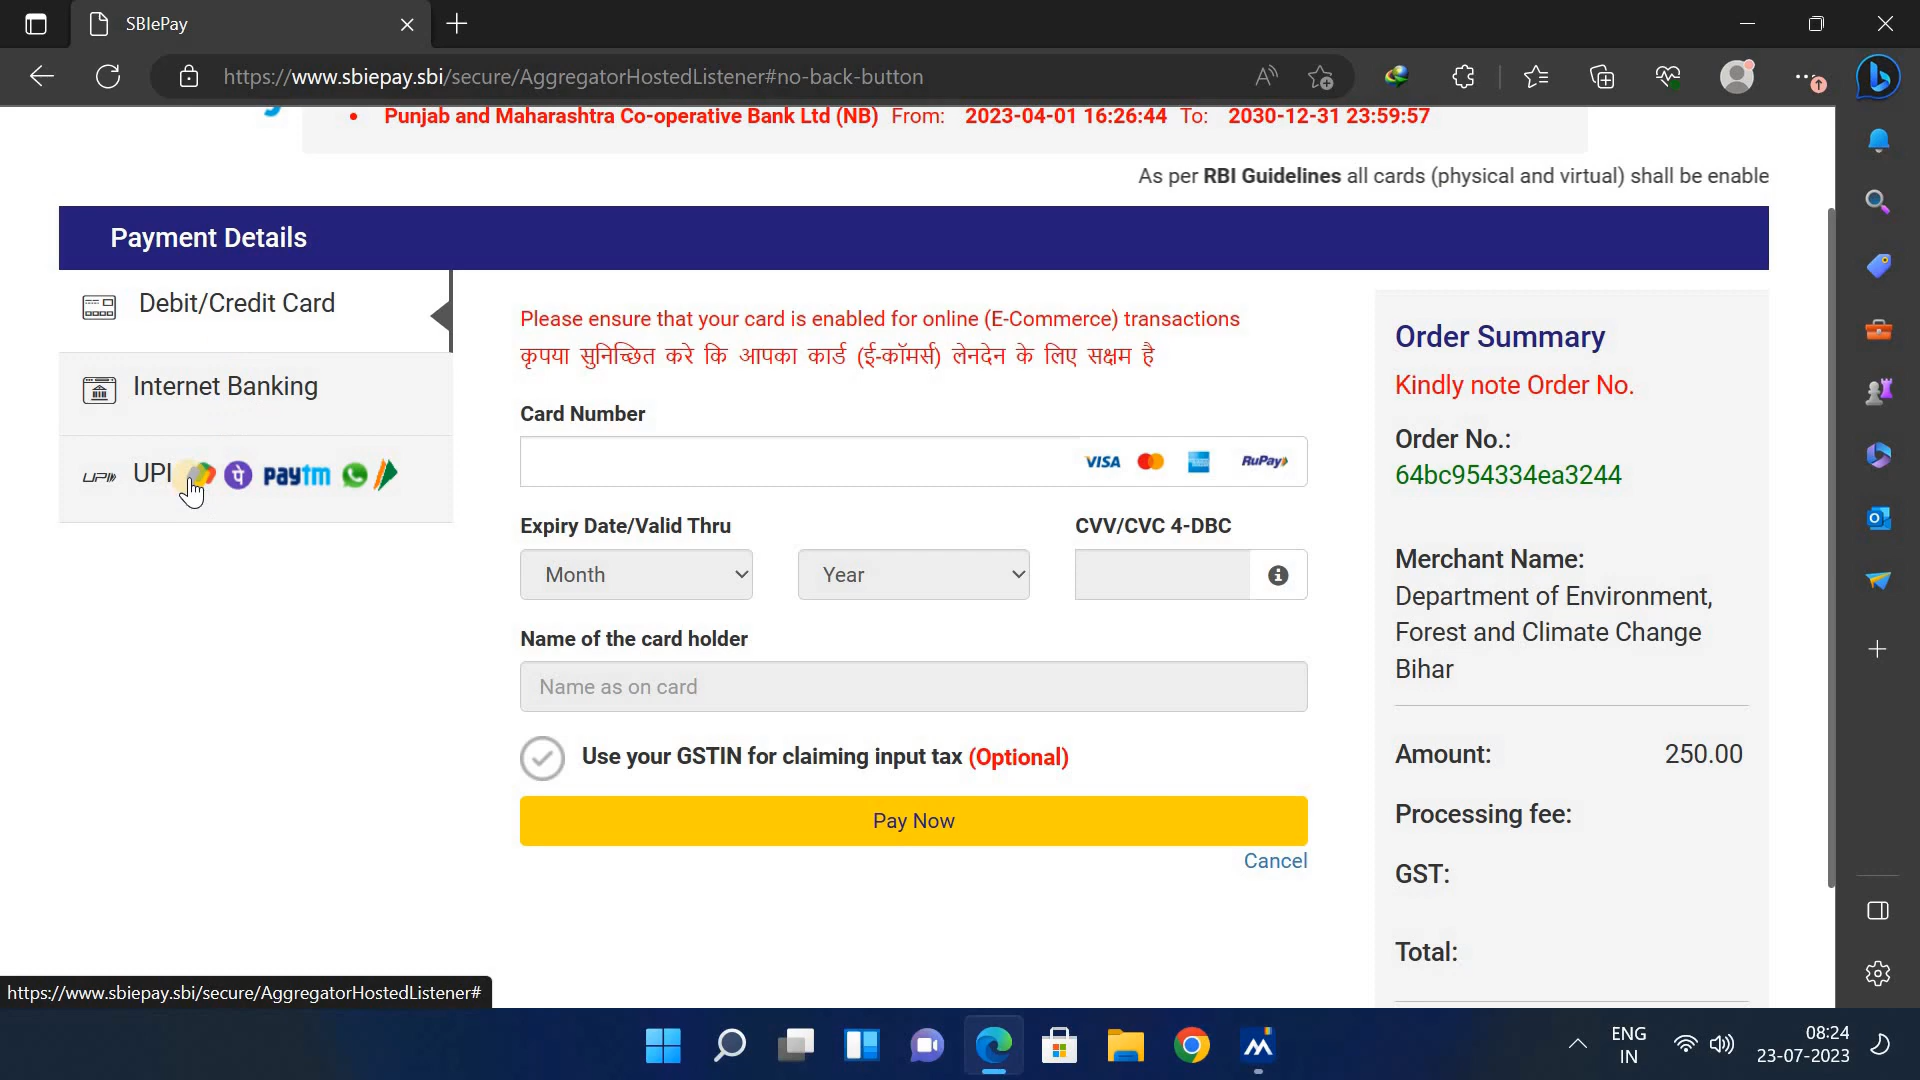 SBIePay
https://www.sbiepay.sbi/secure/AggregatorHostedListener#no-back-button
Punjab and Maharashtra Co-operative Bank Ltd (NB) From: 2023-04-01 16:26:44 To: 2030-12-31 23:59:57
As per RBI Guidelines all cards (physical and virtual) shall be enable
Payment Details
Debit/Credit Card
Internet Banking
UPI UPI पे paytm
Please ensure that your card is enabled for online (E-Commerce) transactions
कृपया सुनिच्छित करे कि आपका कार्ड (ई-कॉमर्स) लेनदेन के लिए सक्षम है
Card Number
VISA RuPay
Expiry Date/Valid Thru
CVV/CVC 4-DBC
Month
Year
Name of the card holder
Name as on card
Use your GSTIN for claiming input tax (Optional)
Pay Now
Cancel
Order Summary
Kindly note Order No.
Order No.:
64bc954334ea3244
Merchant Name:
Department of Environment,
Forest and Climate Change
Bihar
Amount: 250.00
Processing fee:
GST:
Total:
https://www.sbiepay.sbi/secure/AggregatorHostedListener#
ENG
IN
08:24
23-07-2023